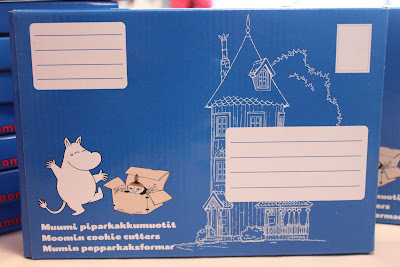 Muumi piparkakkumuotit
Moomin cookie cutters
Mumin pepparkaksformar